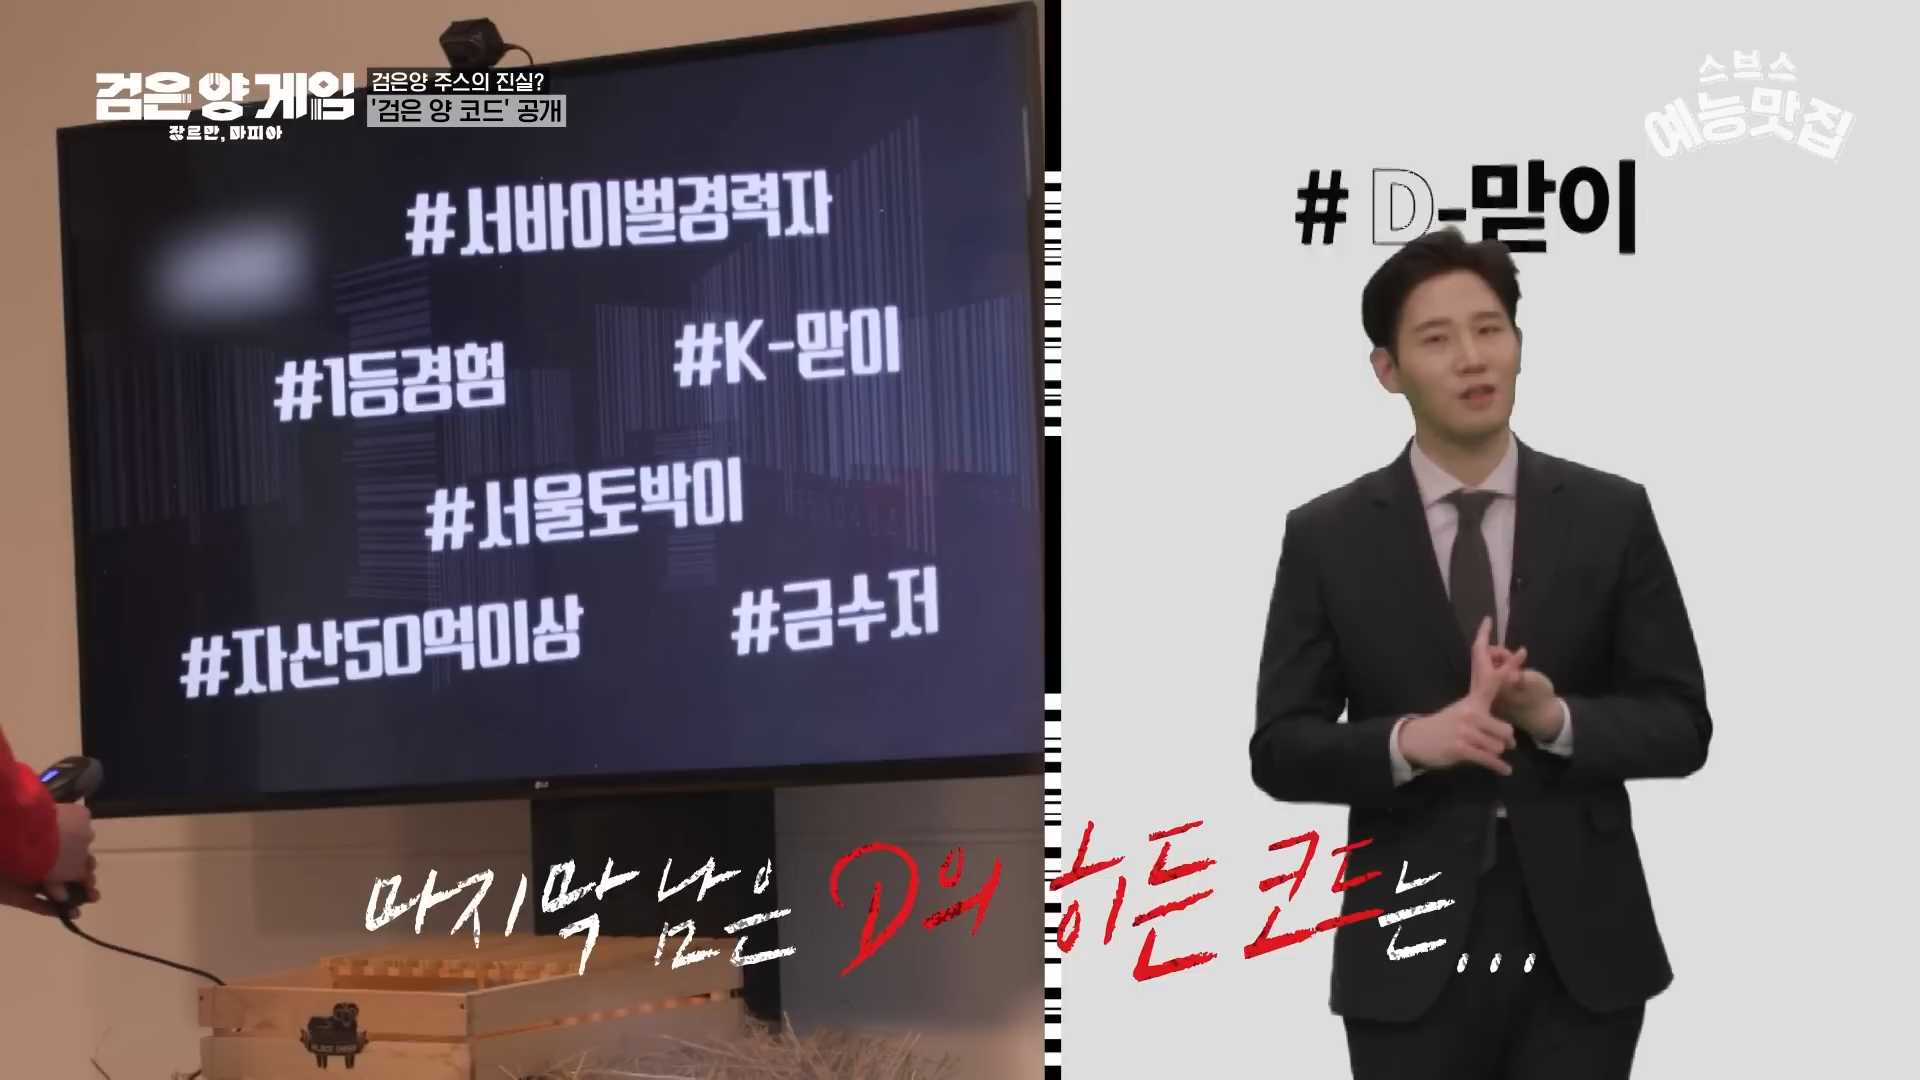 검은 양 게임
장르만, 마피아
검은양 주스의 진실?
'검은 양 코드' 공개
스브스
예능맛집
#서바이벌경력자
#1등경험
#K-맏이
#서울토박이
#자산50억이상
#금수저
# D-맏이
마지막 남은 D의 히든 코드는...
LG
BLACK SHEEP